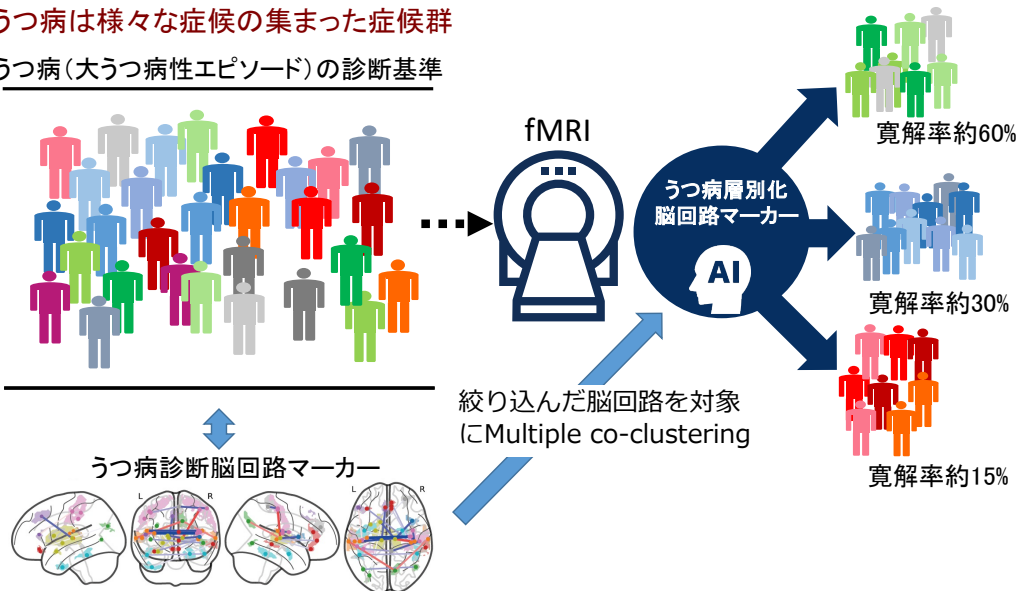 うつ病は様々な症候の集まった症候群
うつ病(大うつ病性エピソード)の診断基準
fMRI
うつ病層別化
脳回路マーカー
AI
寛解率約60%
寛解率約30%
寛解率約15%
絞り込んだ脳回路を対象
にMultiple co-clustering
うつ病診断脳回路マーカー
L R
L R